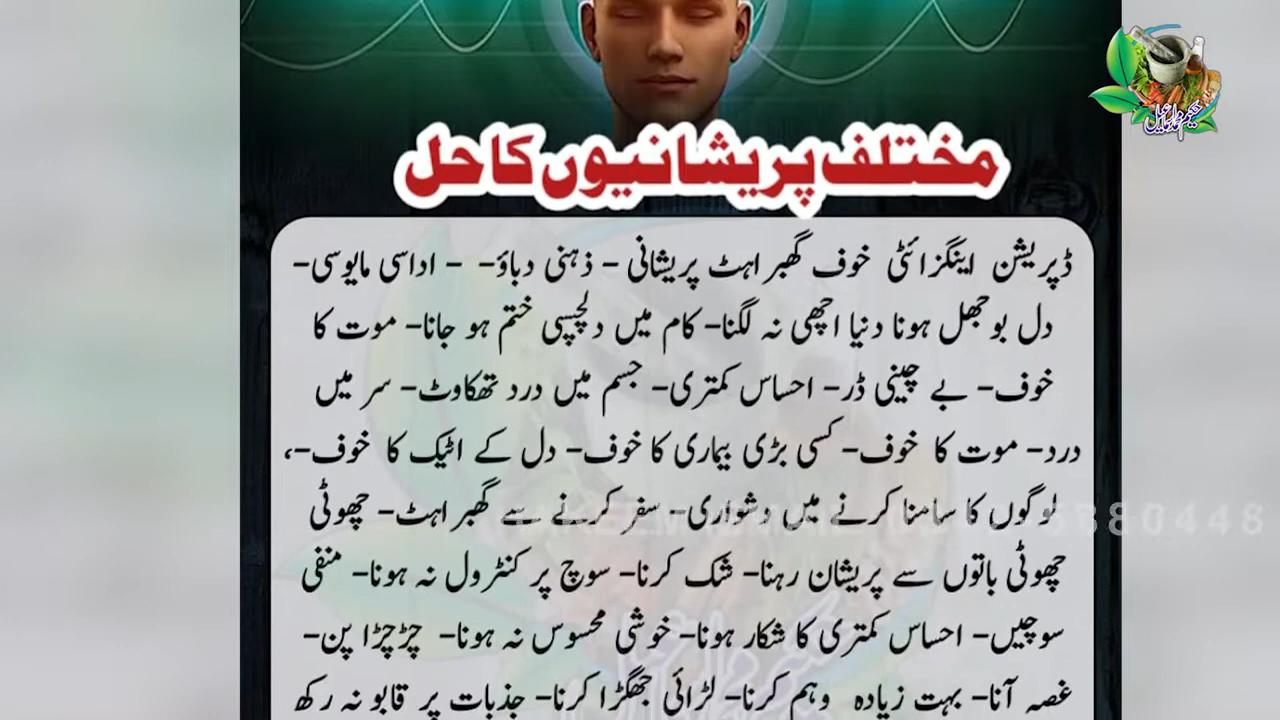 حکیم محمد اسماعیل
مختلف پریشانیوں کا حل
ڈپریشن اینگزائٹی خوف گھبراہٹ پریشانی - ذہنی دباؤ- - اداسی مایوسی-
دل بوجھل ہونا دنیا اچھی نہ لگنا- کام میں دلچسپی ختم ہو جانا- موت کا
خوف- بے چینی ڈر- احساس کمتری- جسم میں درد تھکاوٹ- سر میں
درد- موت کا خوف- کسی بڑی بیماری کا خوف- دل کے اٹیک کا خوف-،
لوگوں کا سامنا کرنے میں دشواری- سفر کرنے سے گھبراہٹ- چھوٹی
چھوٹی باتوں سے پریشان رہنا- شک کرنا- سوچ پر کنٹرول نہ ہونا- منفی
سوچیں- احساس کمتری کا شکار ہونا- خوشی محسوس نہ ہونا- چڑچڑا پن-
غصہ آنا- بہت زیادہ وہم کرنا- لڑائی جھگڑا کرنا- جذبات پر قابو نہ رکھ